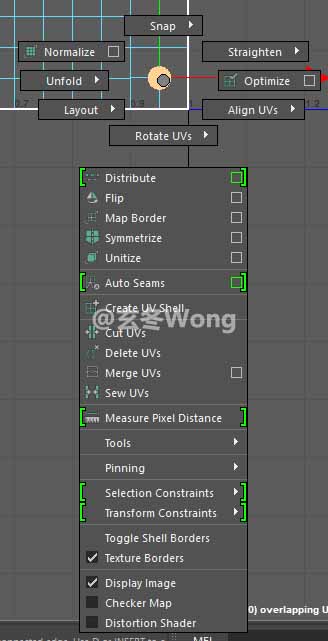 Snap
Normalize
Straighten
Unfold
Optimize
0.7
1.2
Layout
Align UVs
Rotate UVs
Distribute
Flip
Map Border
Symmetrize
Unitize
Auto Seams
Create UV Shell
@玄冬Wong
Cut UVs
Delete UVs
Merge UVs
Sew UVs
Measure Pixel Distance
Tools
Pinning
Selection Constraints
Transform Constraints
Toggle Shell Borders
Texture Borders
Display Image
Checker Map
0) overlapping U
Distortion Shader
MEL